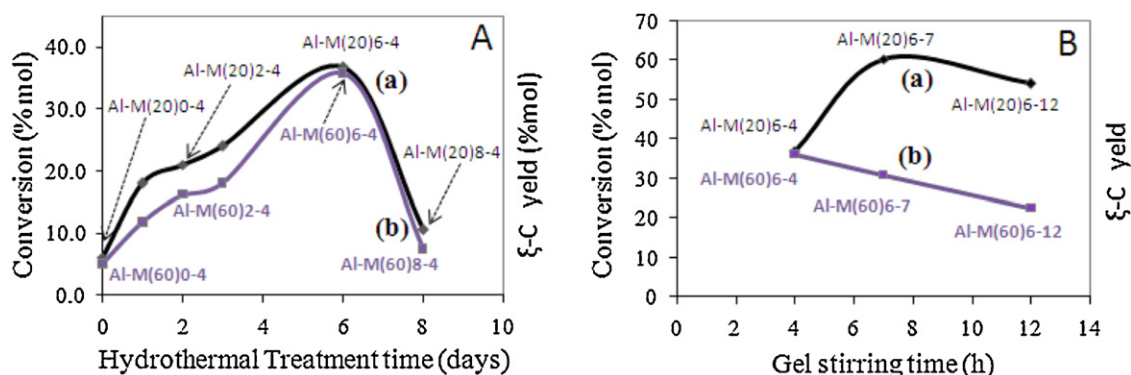 A
40.0
30.0
20.0
10.0
0.0
Conversion (% mol)
ξ-C yeld (%mol)
Al-M(20)6-4
Al-M(20)2-4
Al-M(20)0-4
(a)
Al-M(60)6-4
Al-M(20)8-4
Al-M(60)2-4
(b)
Al-M(60)0-4
Al-M(60)8-4
0 2 4 6 8 10
Hydrothermal Treatment time (days)
B
70
60
50
40
30
20
10
0
Conversion (% mol)
ξ-C yeld
Al-M(20)6-7
(a)
Al-M(20)6-12
Al-M(20)6-4
(b)
Al-M(60)6-4
Al-M(60)6-7
Al-M(60)6-12
0 2 4 6 8 10 12 14
Gel stirring time (h)